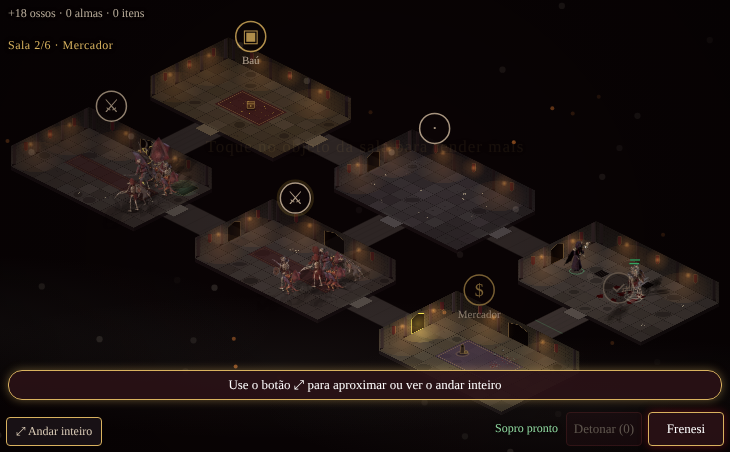 +18 ossos · 0 almas · 0 itens
Sala 2/6 · Mercador
Baú
Toque no objeto da sala para render mais
$
Mercador
Use o botão ⤢ para aproximar ou ver o andar inteiro
⤢ Andar inteiro
Sopro pronto
Detonar (0)
Frenesi